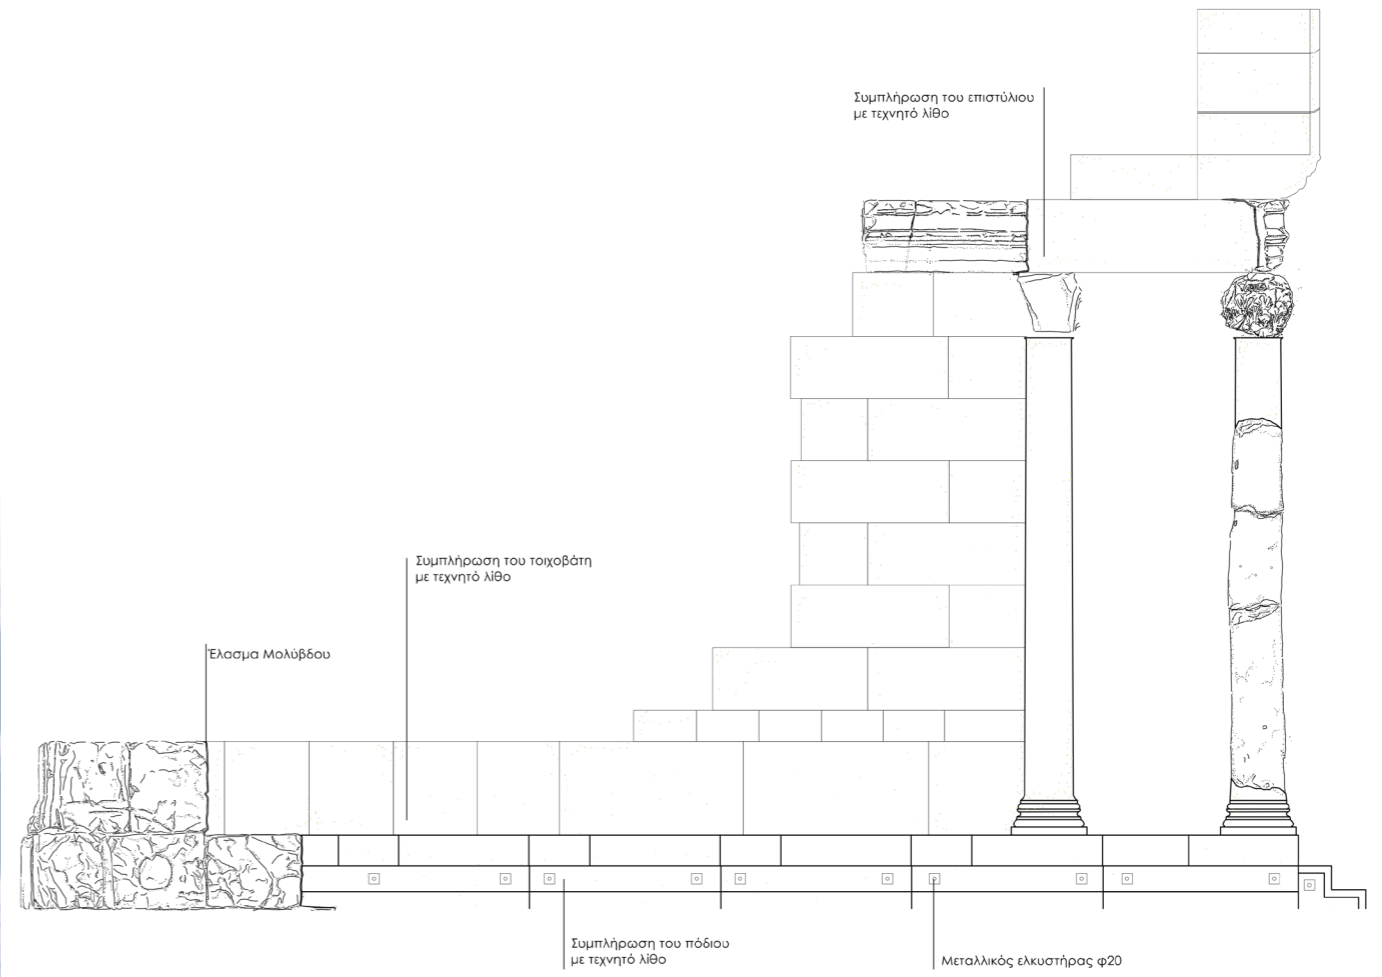 Συμπλήρωση του επιστύλιου
με τεχνητό λίθο
Συμπλήρωση του τοιχοβάτη
με τεχνητό λίθο
Έλασμα Μολύβδου
Συμπλήρωση του πόδιου
με τεχνητό λίθο
Μεταλλικός ελκυστήρας φ20